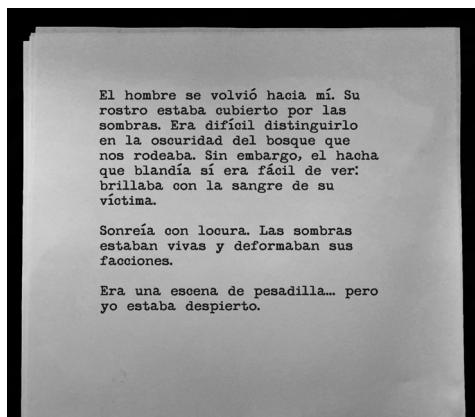 El hombre se volvió hacia mí. Su
rostro estaba cubierto por las
sombras. Era difícil distinguirlo
en la oscuridad del bosque que
nos rodeaba. Sin embargo, el hacha
que blandía sí era fácil de ver:
brillaba con la sangre de su
víctima.
Sonreía con locura. Las sombras
estaban vivas y deformaban sus
facciones.
Era una escena de pesadilla… pero
yo estaba despierto.